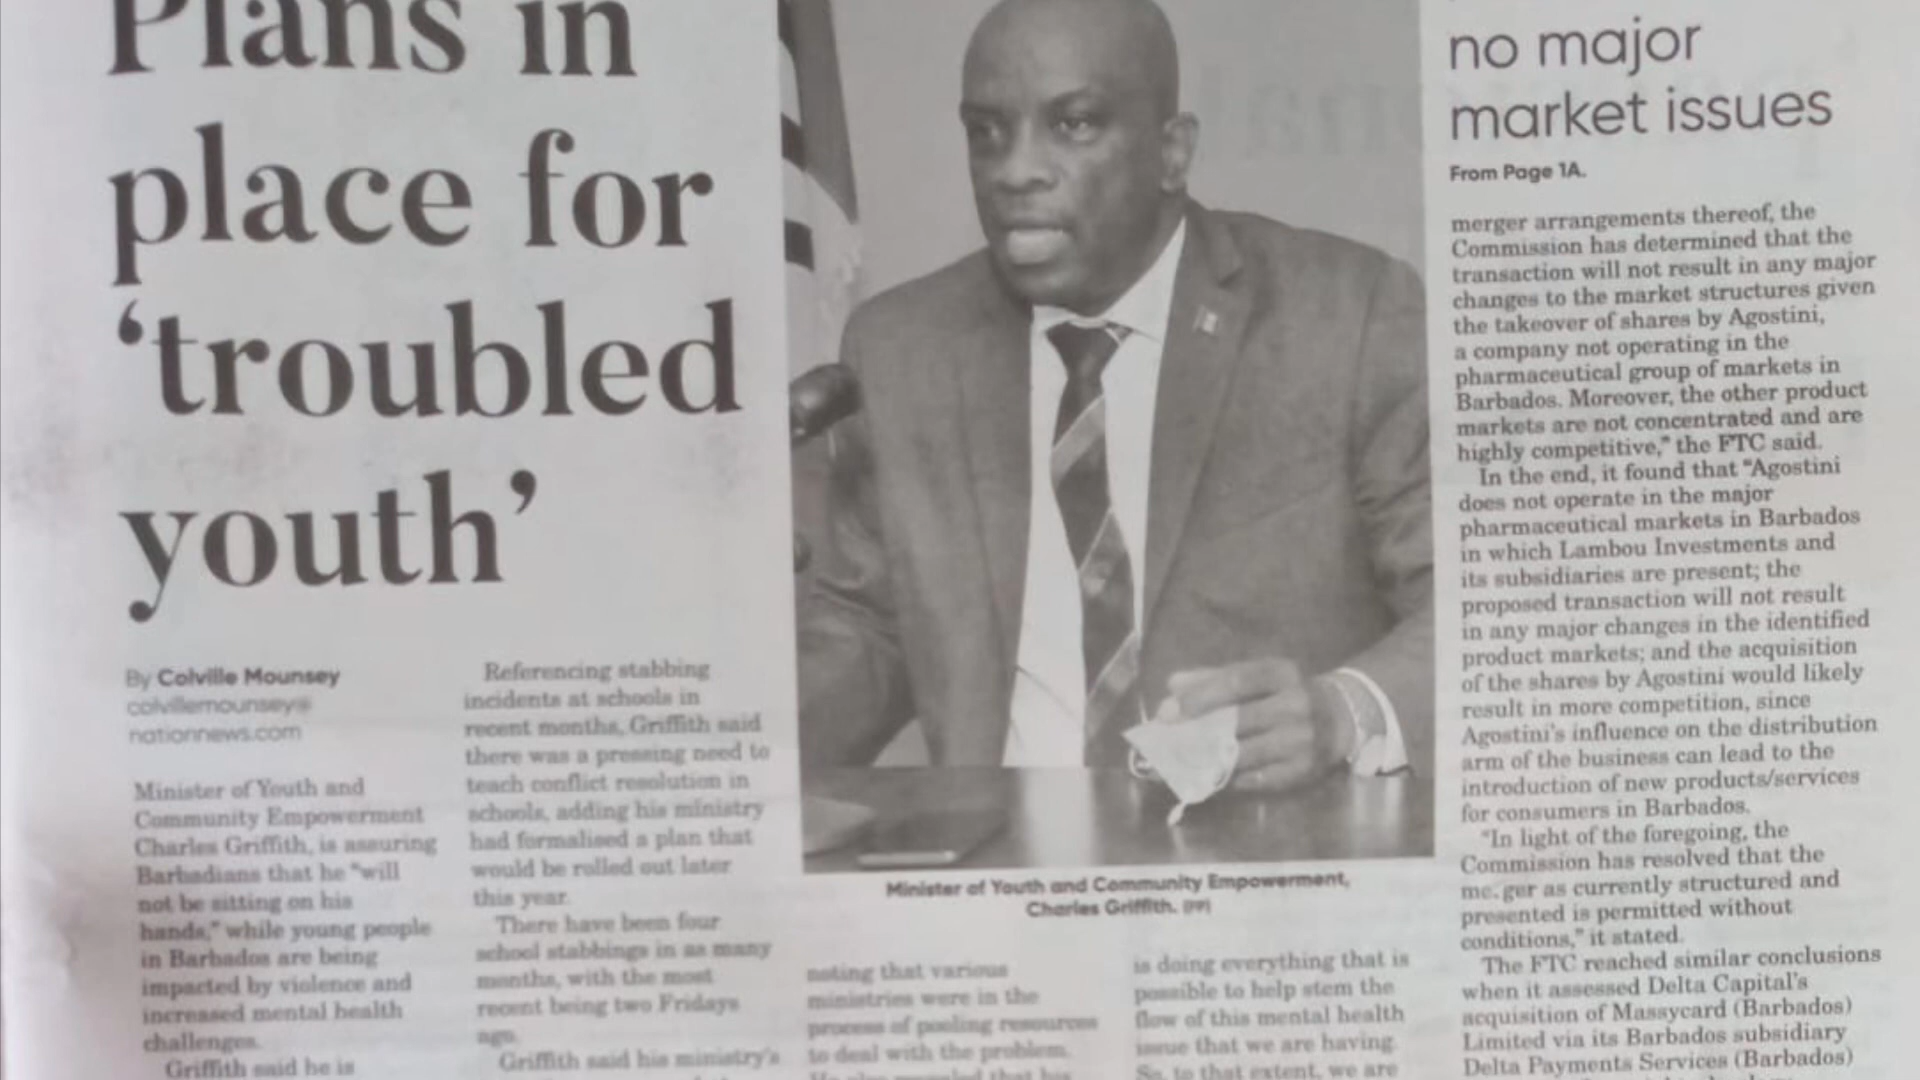 Plans in
place for
‘troubled
youth’
By Colville Mounsey
colvillemounsey@
nationnews.com
Minister of Youth and
Community Empowerment
Charles Griffith, is assuring
Barbadians that he “will
not be sitting on his
hands,” while young people
in Barbados are being
impacted by violence and
increased mental health
challenges.
Griffith said he is
Referencing stabbing
incidents at schools in
recent months, Griffith said
there was a pressing need to
teach conflict resolution in
schools, adding his ministry
had formalised a plan that
would be rolled out later
this year.
There have been four
school stabbings in as many
months, with the most
recent being two Fridays
ago.
Griffith said his ministry’s
Minister of Youth and Community Empowerment,
Charles Griffith. (FP)
noting that various
ministries were in the
process of pooling resources
to deal with the problem.
He also revealed that his
is doing everything that is
possible to help stem the
flow of this mental health
issue that we are having.
So, to that extent, we are
no major
market issues
From Page 1A.
merger arrangements thereof, the
Commission has determined that the
transaction will not result in any major
changes to the market structures given
the takeover of shares by Agostini,
a company not operating in the
pharmaceutical group of markets in
Barbados. Moreover, the other product
markets are not concentrated and are
highly competitive,” the FTC said.
In the end, it found that “Agostini
does not operate in the major
pharmaceutical markets in Barbados
in which Lambou Investments and
its subsidiaries are present; the
proposed transaction will not result
in any major changes in the identified
product markets; and the acquisition
of the shares by Agostini would likely
result in more competition, since
Agostini’s influence on the distribution
arm of the business can lead to the
introduction of new products/services
for consumers in Barbados.
“In light of the foregoing, the
Commission has resolved that the
merger as currently structured and
presented is permitted without
conditions,” it stated.
The FTC reached similar conclusions
when it assessed Delta Capital’s
acquisition of Massycard (Barbados)
Limited via its Barbados subsidiary
Delta Payments Services (Barbados)